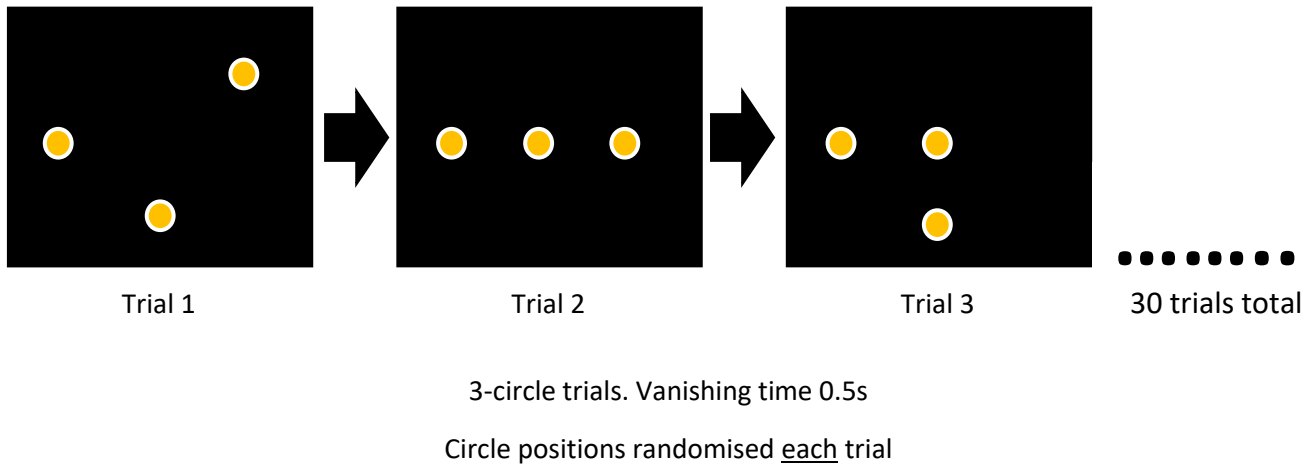 Trial 1
Trial 2
Trial 3
30 trials total
3-circle trials. Vanishing time 0.5s
Circle positions randomised each trial